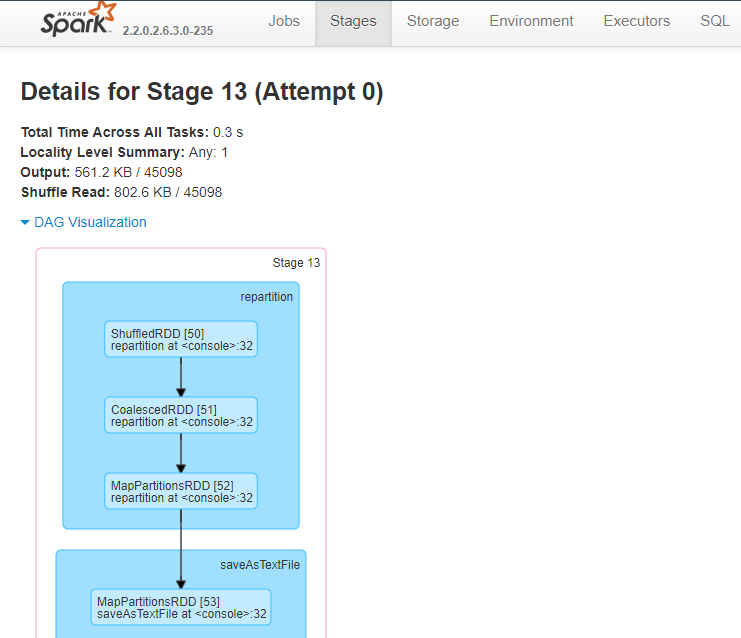 APACHE
Spark 2.2.0.2.6.3.0-235 Jobs Stages Storage Environment Executors SQL
Details for Stage 13 (Attempt 0)
Total Time Across All Tasks: 0.3 s
Locality Level Summary: Any: 1
Output: 561.2 KB / 45098
Shuffle Read: 802.6 KB / 45098
DAG Visualization
Stage 13
repartition
ShuffledRDD [50]
repartition at <console>:32
CoalescedRDD [51]
repartition at <console>:32
MapPartitionsRDD [52]
repartition at <console>:32
saveAsTextFile
MapPartitionsRDD [53]
saveAsTextFile at <console>:32